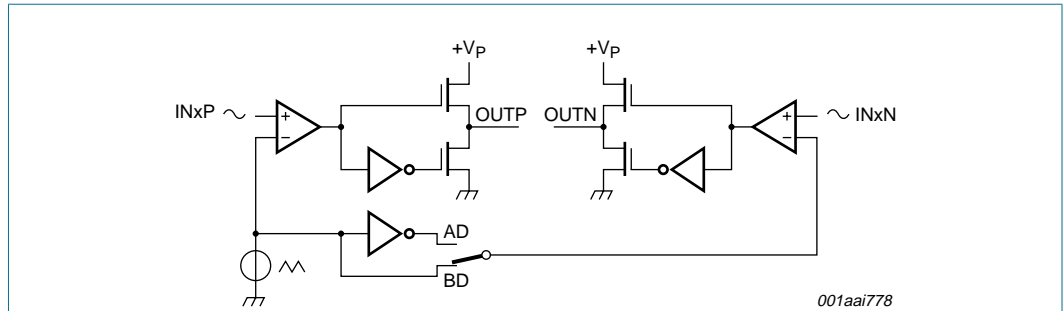 +VP
+VP
INxP
OUTP
OUTN
INxN
+
−
+
−
AD
BD
001aai778